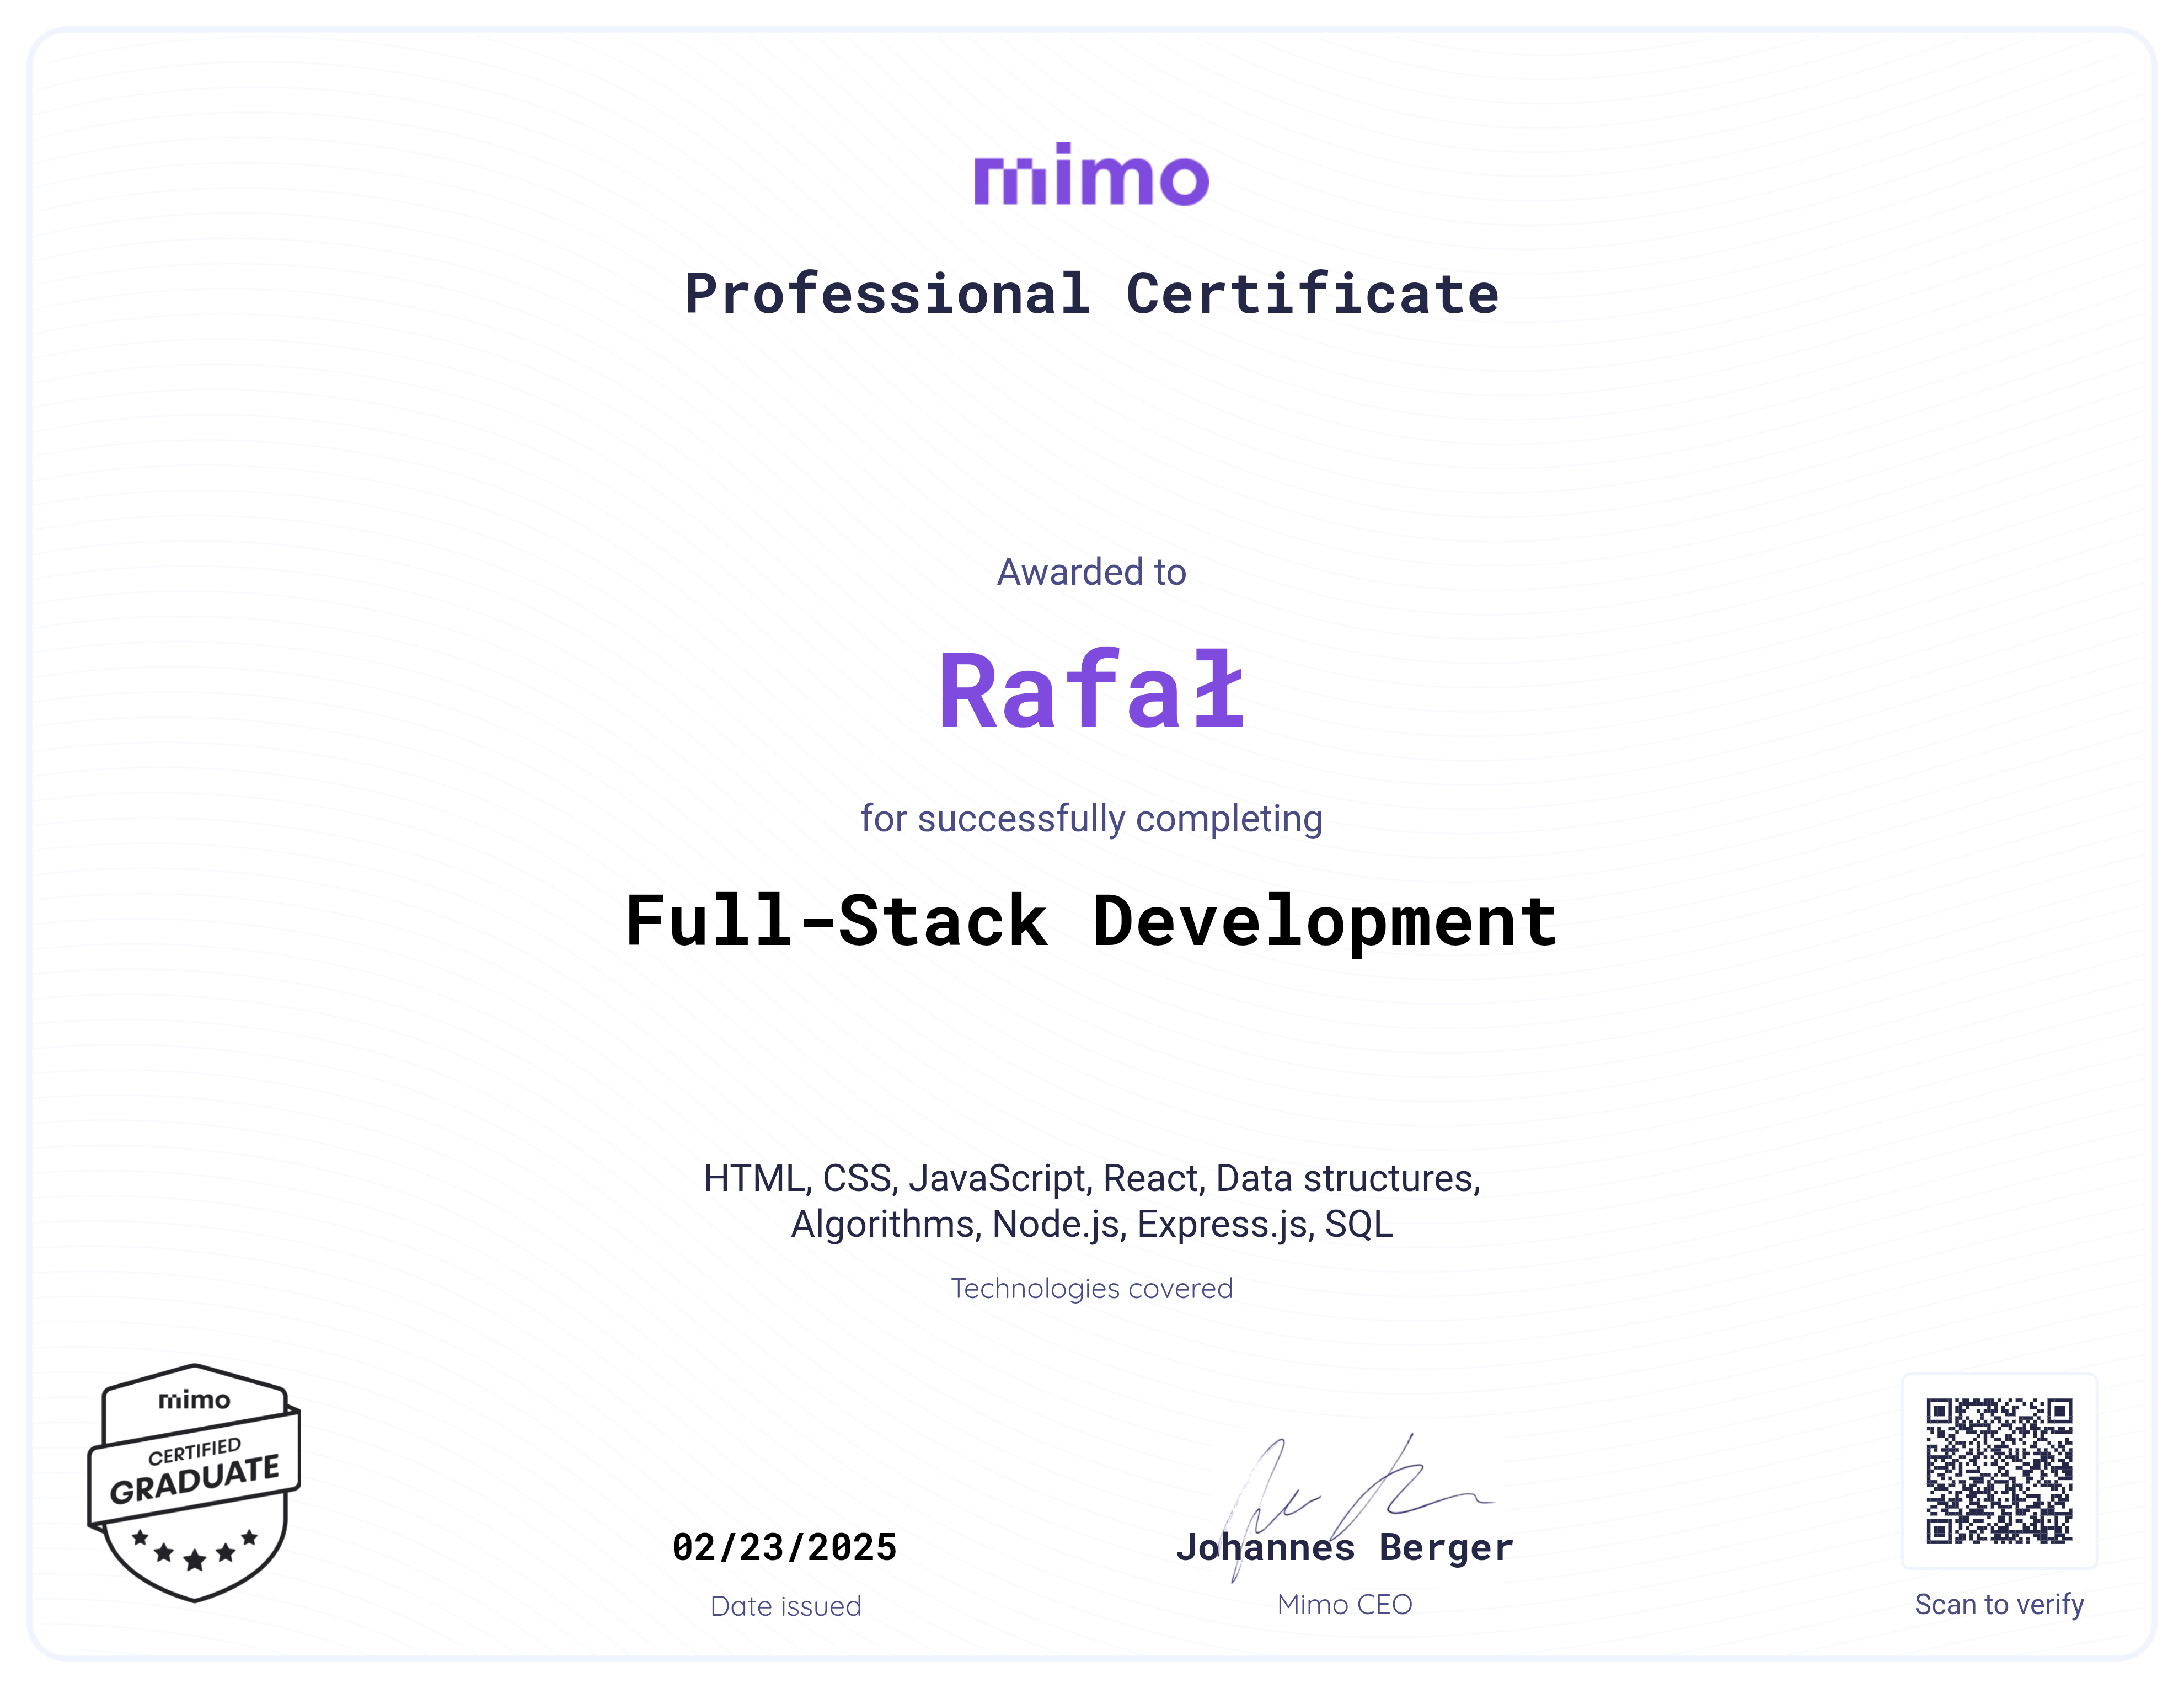 mimo
Professional Certificate
Awarded to
Rafał
for successfully completing
Full-Stack Development
HTML, CSS, JavaScript, React, Data structures,
Algorithms, Node.js, Express.js, SQL
Technologies covered
mimo
CERTIFIED
GRADUATE
02/23/2025
Date issued
Johannes Berger
Mimo CEO
Scan to verify